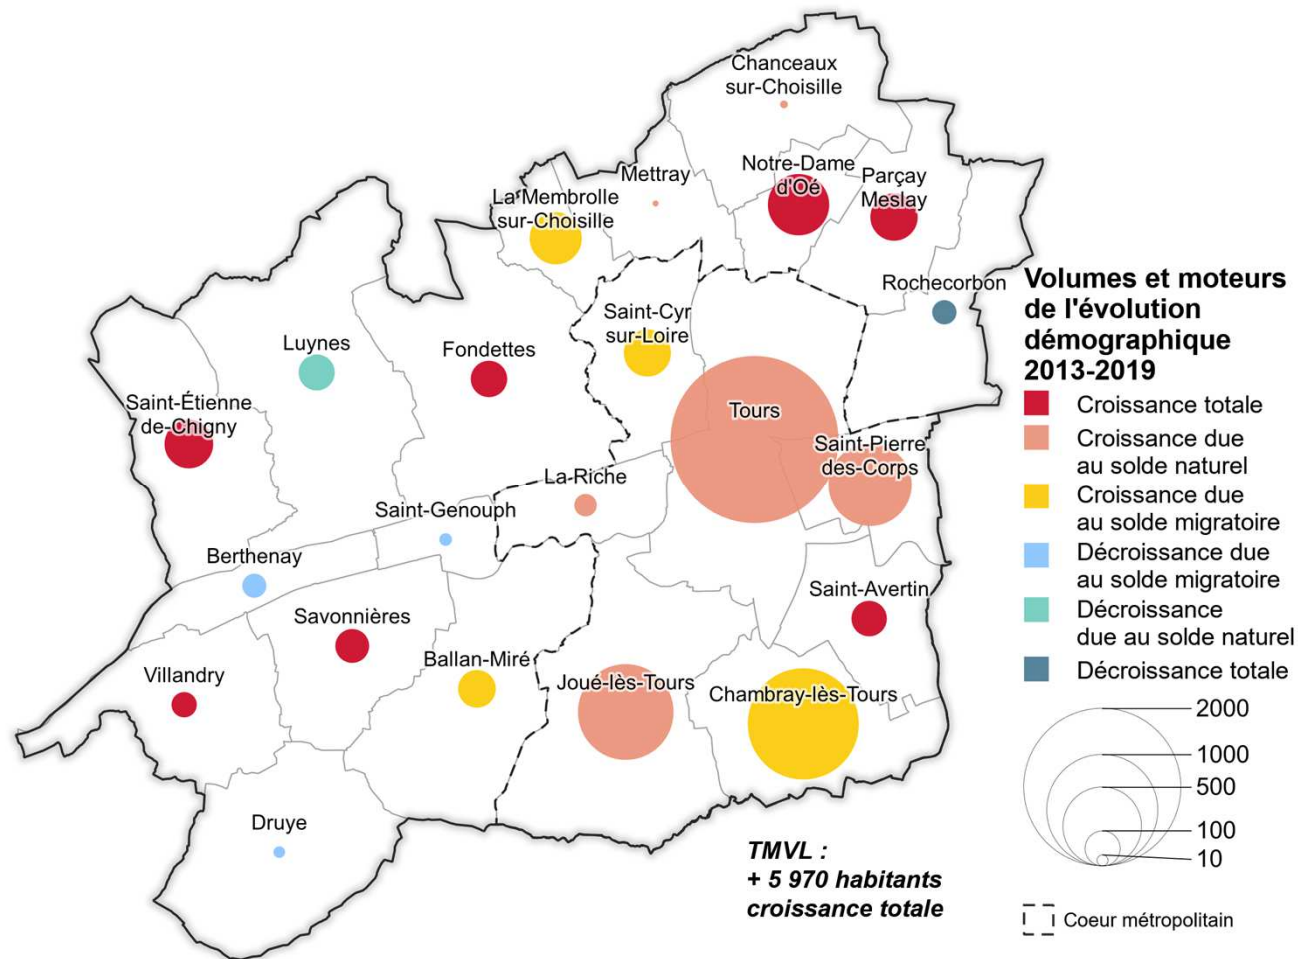 Chanceaux
sur-Choisille
Mettray
Notre-Dame
d'Oé
Parçay
Meslay
La Membrolle
sur-Choisille
Rochecorbon
Saint-Cyr
sur-Loire
Luynes
Fondettes
Saint-Étienne
de-Chigny
Tours
Saint-Pierre
des-Corps
La-Riche
Saint-Genouph
Berthenay
Savonnières
Saint-Avertin
Villandry
Ballan-Miré
Joué-lès-Tours
Chambray-lès-Tours
Druye
TMVL :
+ 5 970 habitants
croissance totale
Volumes et moteurs
de l'évolution
démographique
2013-2019
Croissance totale
Croissance due
au solde naturel
Croissance due
au solde migratoire
Décroissance due
au solde migratoire
Décroissance
due au solde naturel
Décroissance totale
2000
1000
500
100
10
Coeur métropolitain